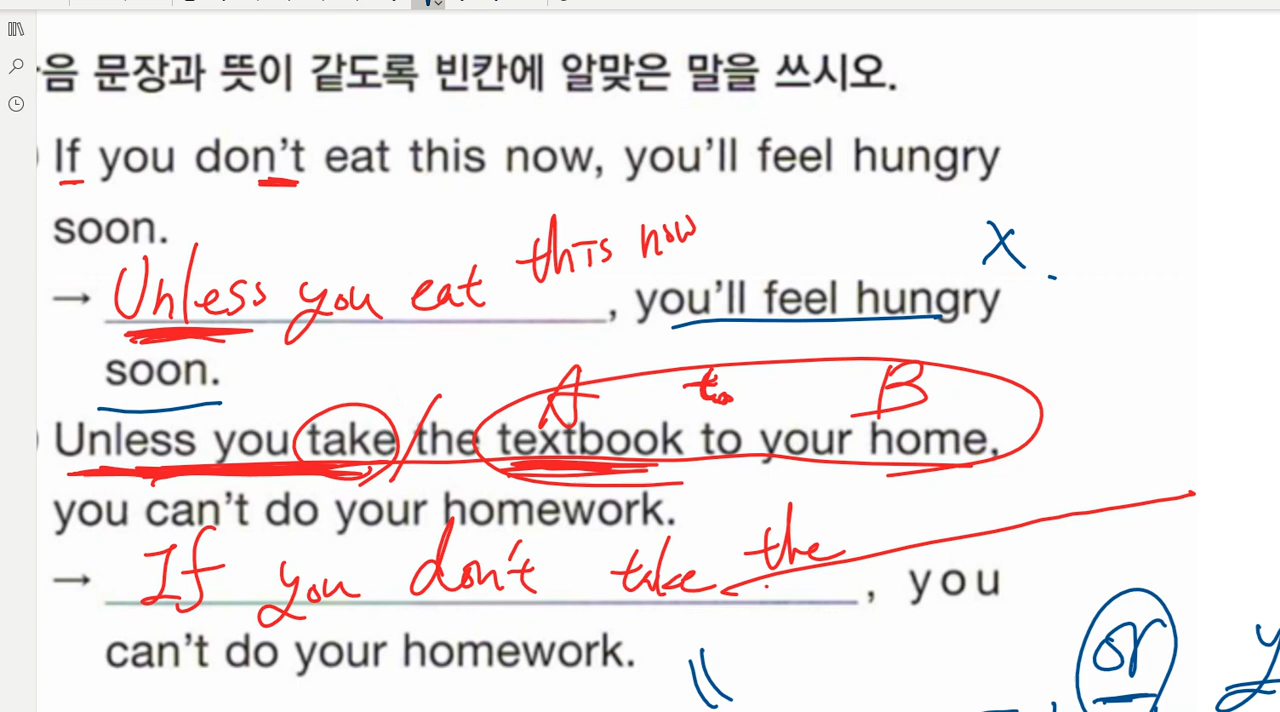 음 문장과 뜻이 같도록 빈칸에 알맞은 말을 쓰시오.
If you don't eat this now, you'll feel hungry
soon.
x.
→ Unless you eat this now, you'll feel hungry
soon.
A to B
Unless you take / the textbook to your home,
you can't do your homework.
→ If you don't take the, you
can't do your homework.
or y